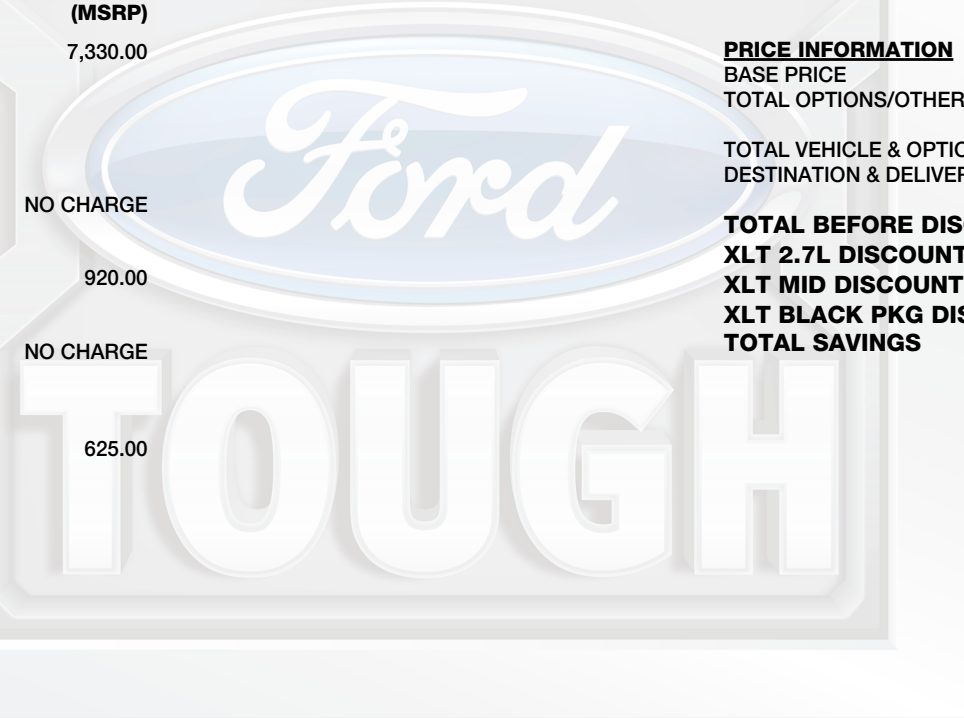 (MSRP)
7,330.00
NO CHARGE
920.00
NO CHARGE
625.00
PRICE INFORMATION
BASE PRICE
TOTAL OPTIONS/OTHER
TOTAL VEHICLE & OPTIO
DESTINATION & DELIVER
TOTAL BEFORE DIS
XLT 2.7L DISCOUNT
XLT MID DISCOUNT
XLT BLACK PKG DIS
TOTAL SAVINGS
Ford
TOUGH